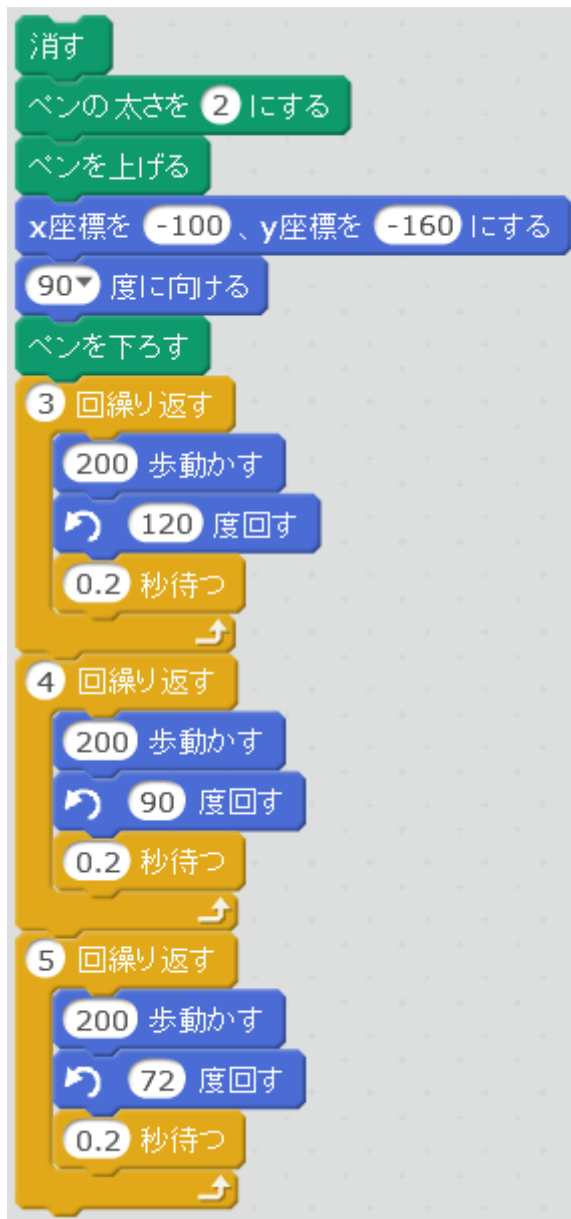 消す
ペンの太さを 2 にする
ペンを上げる
x座標を -100 、y座標を -160 にする
90▼ 度に向ける
ペンを下ろす
3 回繰り返す
200 歩動かす
120 度回す
0.2 秒待つ
4 回繰り返す
200 歩動かす
90 度回す
0.2 秒待つ
5 回繰り返す
200 歩動かす
72 度回す
0.2 秒待つ